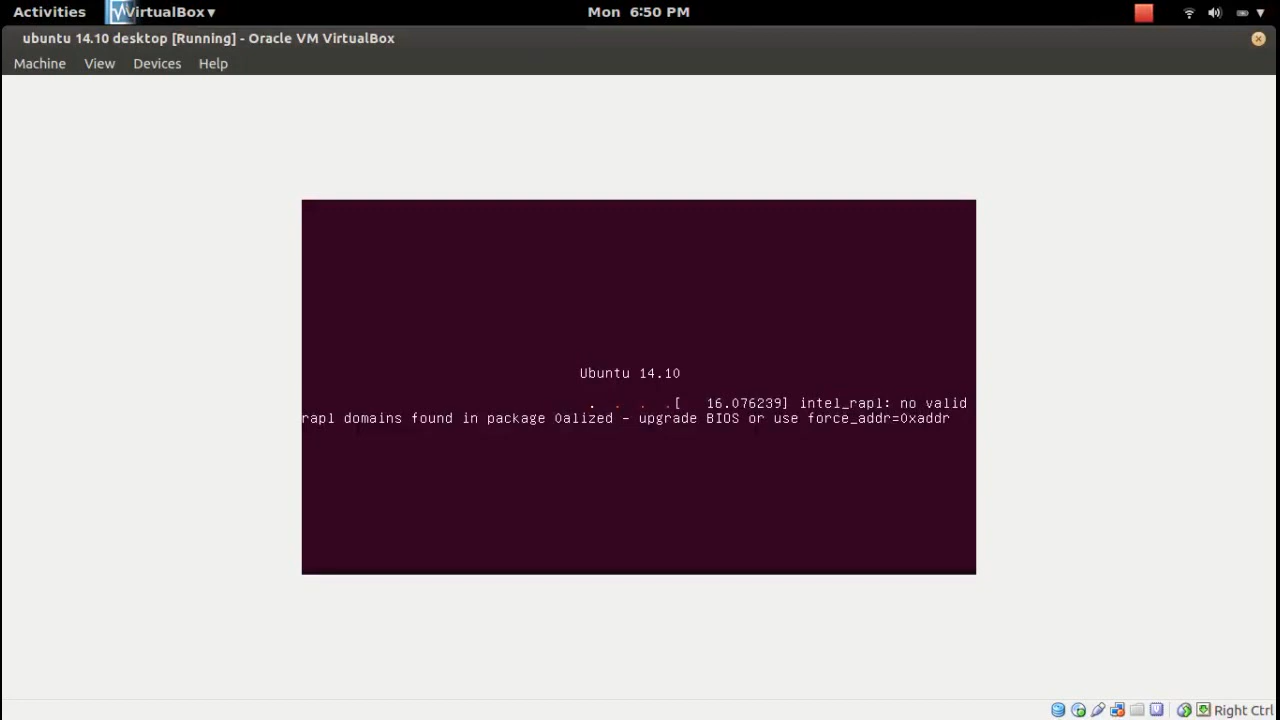 Activities VirtualBox ▾ Mon 6:50 PM
ubuntu 14.10 desktop [Running] - Oracle VM VirtualBox
Machine View Devices Help
Ubuntu 14.10
. . . .[ 16.076239] intel_rapl: no valid
rapl domains found in package 0alized - upgrade BIOS or use force_addr=0xaddr
Right Ctrl